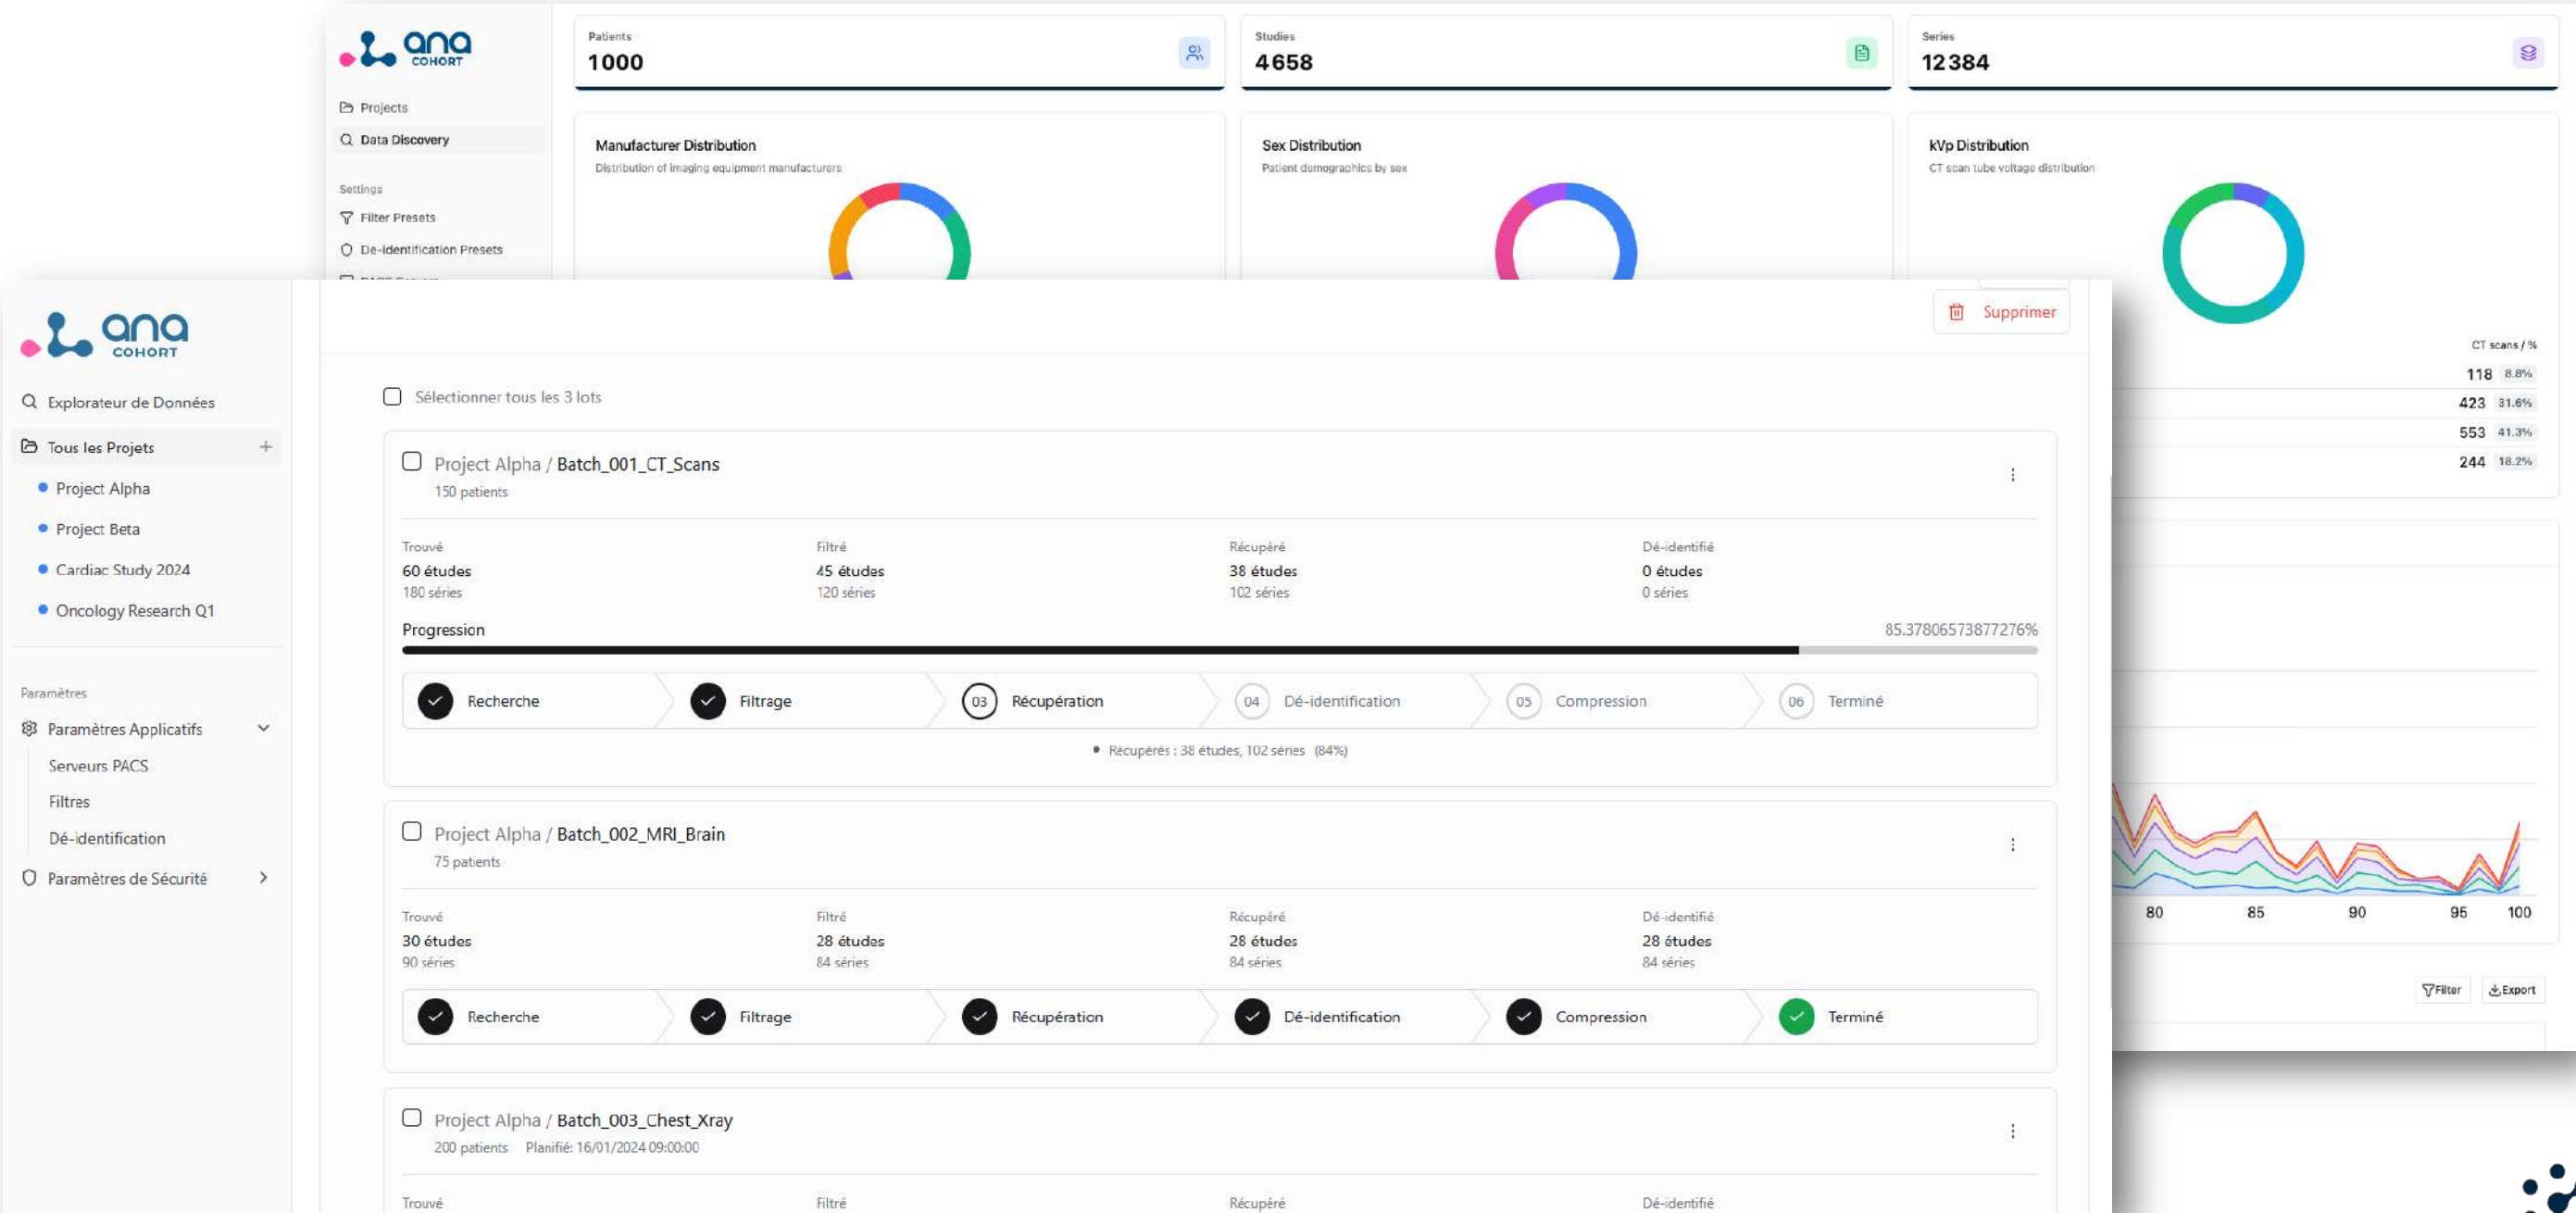 ana
COHORT
Projects
Data Discovery
Settings
Filter Presets
De-identification Presets
Patients
1000
Studies
4658
Series
12384
Manufacturer Distribution
Distribution of imaging equipment manufacturers
Sex Distribution
Patient demographics by sex
kVp Distribution
CT scan tube voltage distribution
CT scans / %
118 8.8%
423 31.6%
553 41.3%
244 18.2%
80 85 90 95 100
Filter Export
ana
COHORT
Explorateur de Données
Tous les Projets +
Project Alpha
Project Beta
Cardiac Study 2024
Oncology Research Q1
Paramètres
Paramètres Applicatifs
Serveurs PACS
Filtres
Dé-identification
Paramètres de Sécurité
Supprimer
Sélectionner tous les 3 lots
Project Alpha / Batch_001_CT_Scans
150 patients
Trouvé Filtré Récupéré Dé-identifié
60 études 45 études 38 études 0 études
180 séries 120 séries 102 séries 0 séries
Progression 85.37806573877276%
Recherche Filtrage 03 Récupération 04 Dé-identification 05 Compression 06 Terminé
• Récupérés : 38 études, 102 séries (84%)
Project Alpha / Batch_002_MRI_Brain
75 patients
Trouvé Filtré Récupéré Dé-identifié
30 études 28 études 28 études 28 études
90 séries 84 séries 84 séries 84 séries
Recherche Filtrage Récupération Dé-identification Compression Terminé
Project Alpha / Batch_003_Chest_Xray
200 patients Planifié: 16/01/2024 09:00:00
Trouvé Filtré Récupéré Dé-identifié